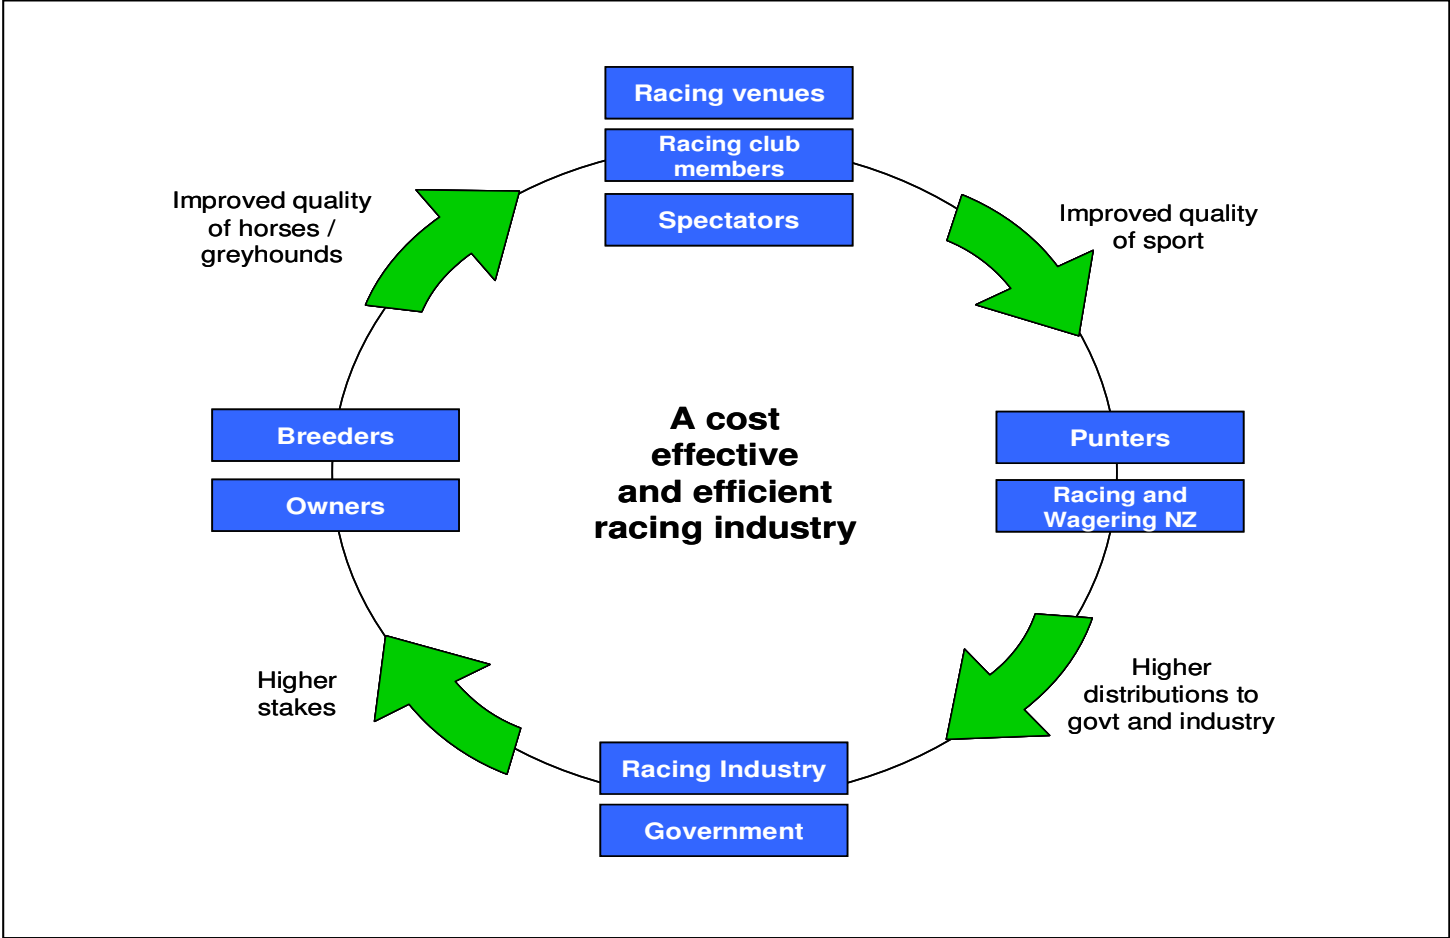 Racing venues
Racing club
members
Spectators
Improved quality
of horses /
greyhounds
Improved quality
of sport
Breeders
Owners
A cost
effective
and efficient
racing industry
Punters
Racing and
Wagering NZ
Higher
stakes
Higher
distributions to
govt and industry
Racing Industry
Government